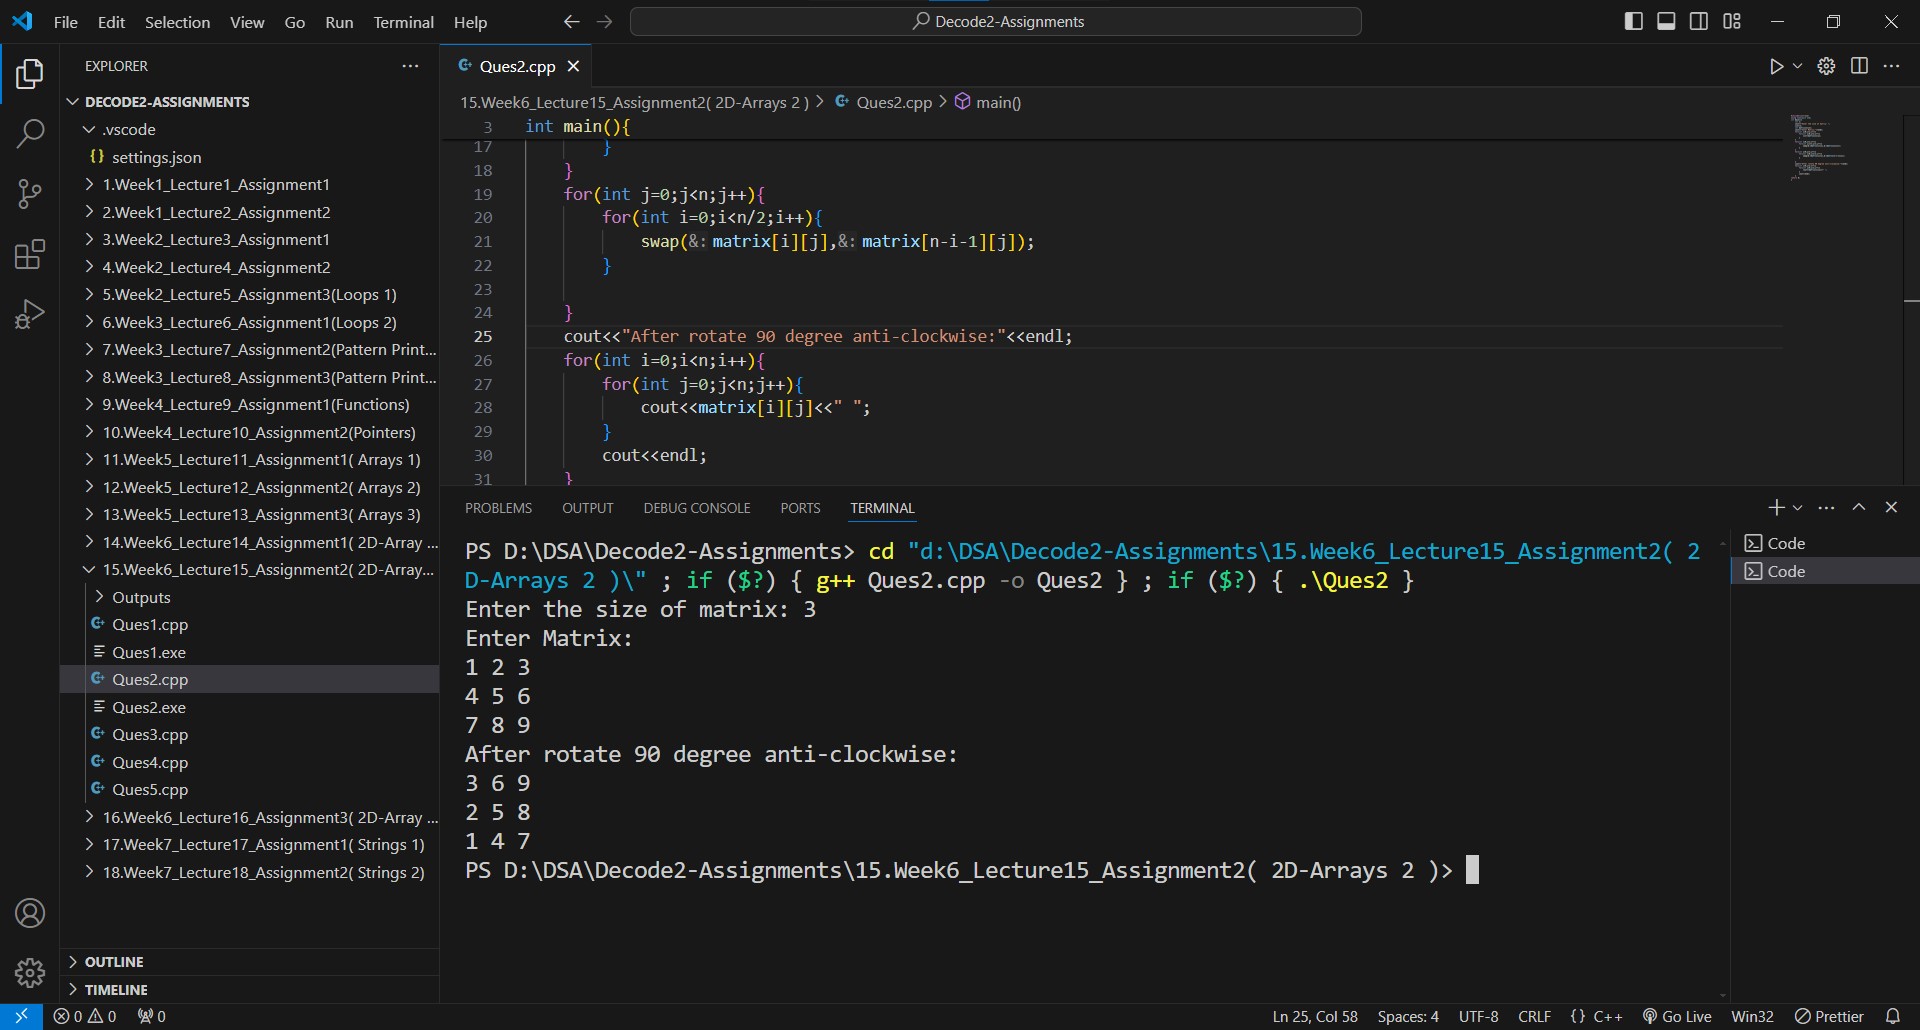 File Edit Selection View Go Run Terminal Help
Decode2-Assignments
EXPLORER
DECODE2-ASSIGNMENTS
.vscode
{} settings.json
1.Week1_Lecture1_Assignment1
2.Week1_Lecture2_Assignment2
3.Week2_Lecture3_Assignment1
4.Week2_Lecture4_Assignment2
5.Week2_Lecture5_Assignment3(Loops 1)
6.Week3_Lecture6_Assignment1(Loops 2)
7.Week3_Lecture7_Assignment2(Pattern Print...
8.Week3_Lecture8_Assignment3(Pattern Print...
9.Week4_Lecture9_Assignment1(Functions)
10.Week4_Lecture10_Assignment2(Pointers)
11.Week5_Lecture11_Assignment1( Arrays 1)
12.Week5_Lecture12_Assignment2( Arrays 2)
13.Week5_Lecture13_Assignment3( Arrays 3)
14.Week6_Lecture14_Assignment1( 2D-Array ...
15.Week6_Lecture15_Assignment2( 2D-Array...
Outputs
Ques1.cpp
Ques1.exe
Ques2.cpp
Ques2.exe
Ques3.cpp
Ques4.cpp
Ques5.cpp
16.Week6_Lecture16_Assignment3( 2D-Array ...
17.Week7_Lecture17_Assignment1( Strings 1)
18.Week7_Lecture18_Assignment2( Strings 2)
OUTLINE
TIMELINE
Ques2.cpp
15.Week6_Lecture15_Assignment2( 2D-Arrays 2 ) > Ques2.cpp > main()
3 int main(){
17 }
18 }
19 for(int j=0;j<n;j++){
20 for(int i=0;i<n/2;i++){
21 swap(&: matrix[i][j],&: matrix[n-i-1][j]);
22 }
23
24 }
25 cout<<"After rotate 90 degree anti-clockwise:"<<endl;
26 for(int i=0;i<n;i++){
27 for(int j=0;j<n;j++){
28 cout<<matrix[i][j]<<" ";
29 }
30 cout<<endl;
31 }
PROBLEMS OUTPUT DEBUG CONSOLE PORTS TERMINAL
PS D:\DSA\Decode2-Assignments> cd "d:\DSA\Decode2-Assignments\15.Week6_Lecture15_Assignment2( 2
D-Arrays 2 )\" ; if ($?) { g++ Ques2.cpp -o Ques2 } ; if ($?) { .\Ques2 }
Enter the size of matrix: 3
Enter Matrix:
1 2 3
4 5 6
7 8 9
After rotate 90 degree anti-clockwise:
3 6 9
2 5 8
1 4 7
PS D:\DSA\Decode2-Assignments\15.Week6_Lecture15_Assignment2( 2D-Arrays 2 )>
Code
Code
0 0 0
Ln 25, Col 58 Spaces: 4 UTF-8 CRLF {} C++ Go Live Win32 Prettier